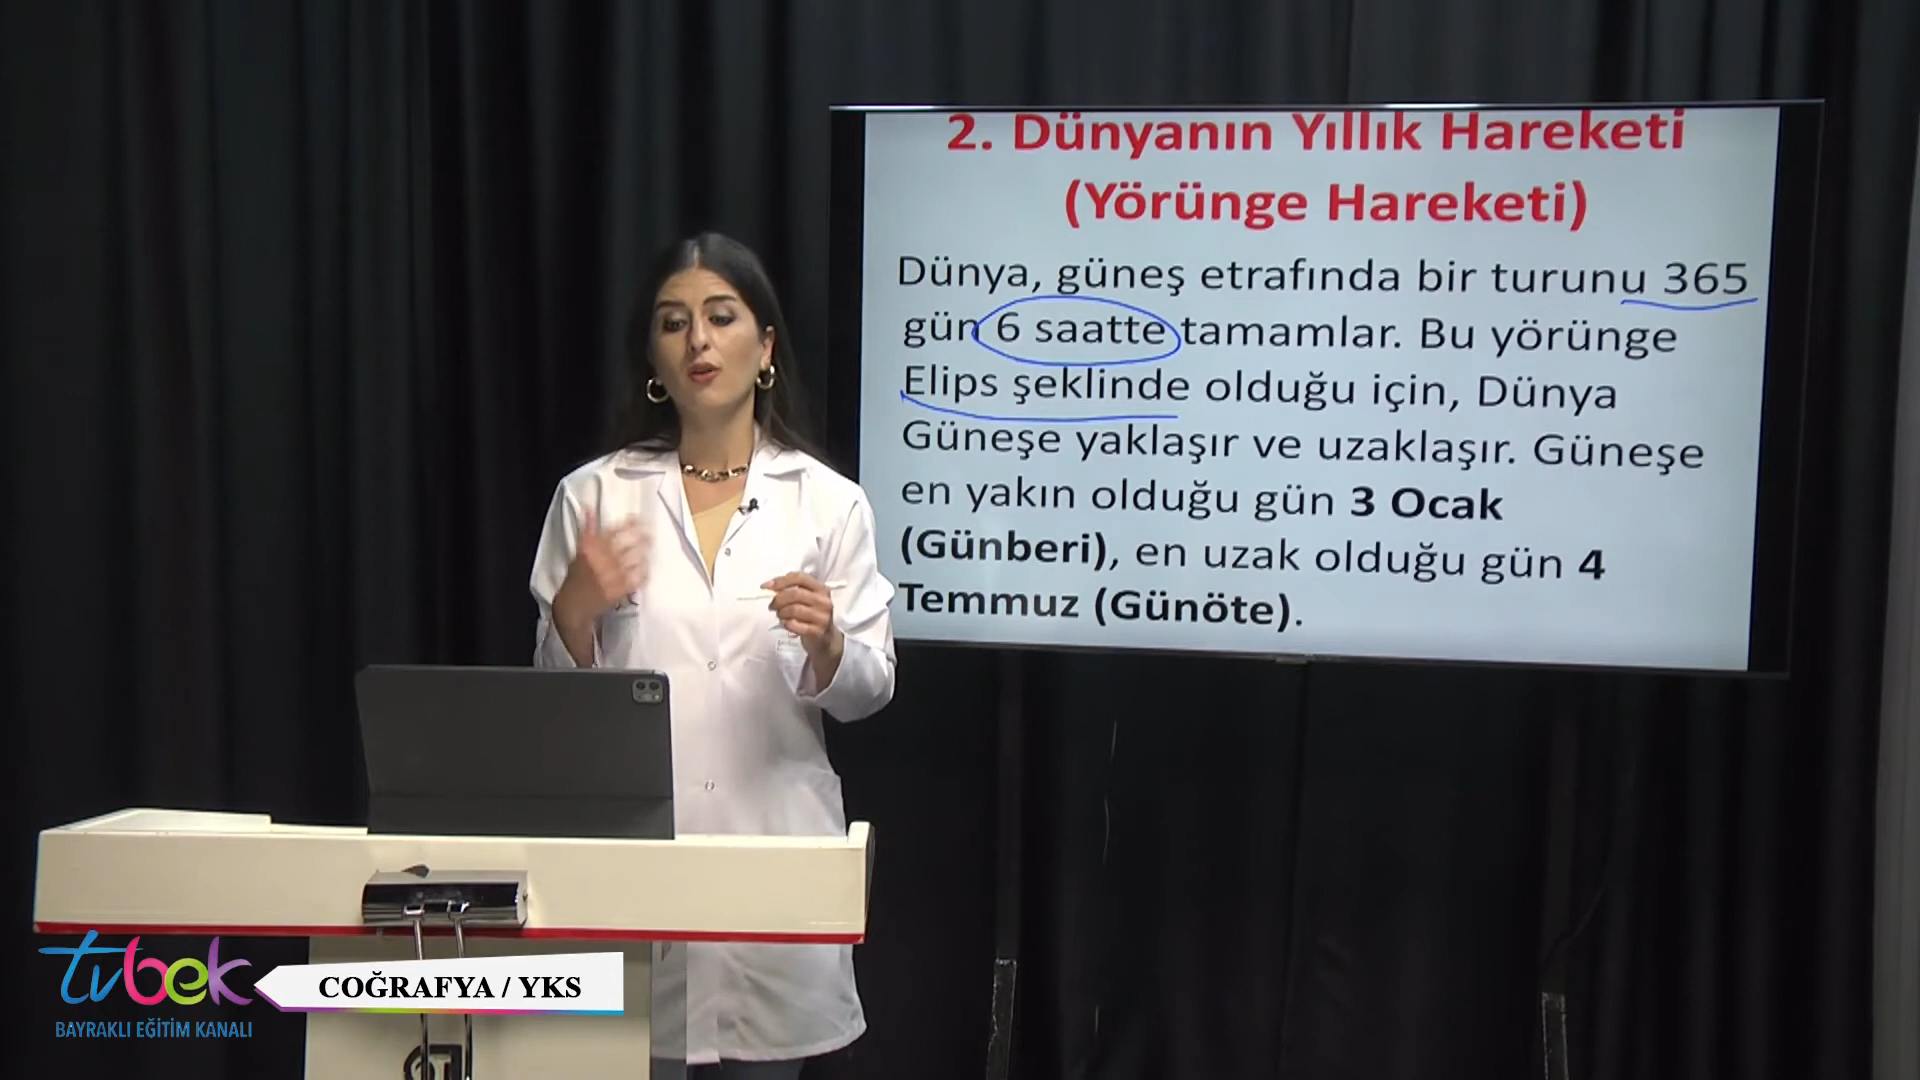 2. Dünyanın Yıllık Hareketi
(Yörünge Hareketi)
Dünya, güneş etrafında bir turunu 365
gün 6 saatte tamamlar. Bu yörünge
Elips şeklinde olduğu için, Dünya
Güneşe yaklaşır ve uzaklaşır. Güneşe
en yakın olduğu gün 3 Ocak
(Günberi), en uzak olduğu gün 4
Temmuz (Günöte).
tvbek
BAYRAKLI EĞİTİM KANALI
COĞRAFYA / YKS